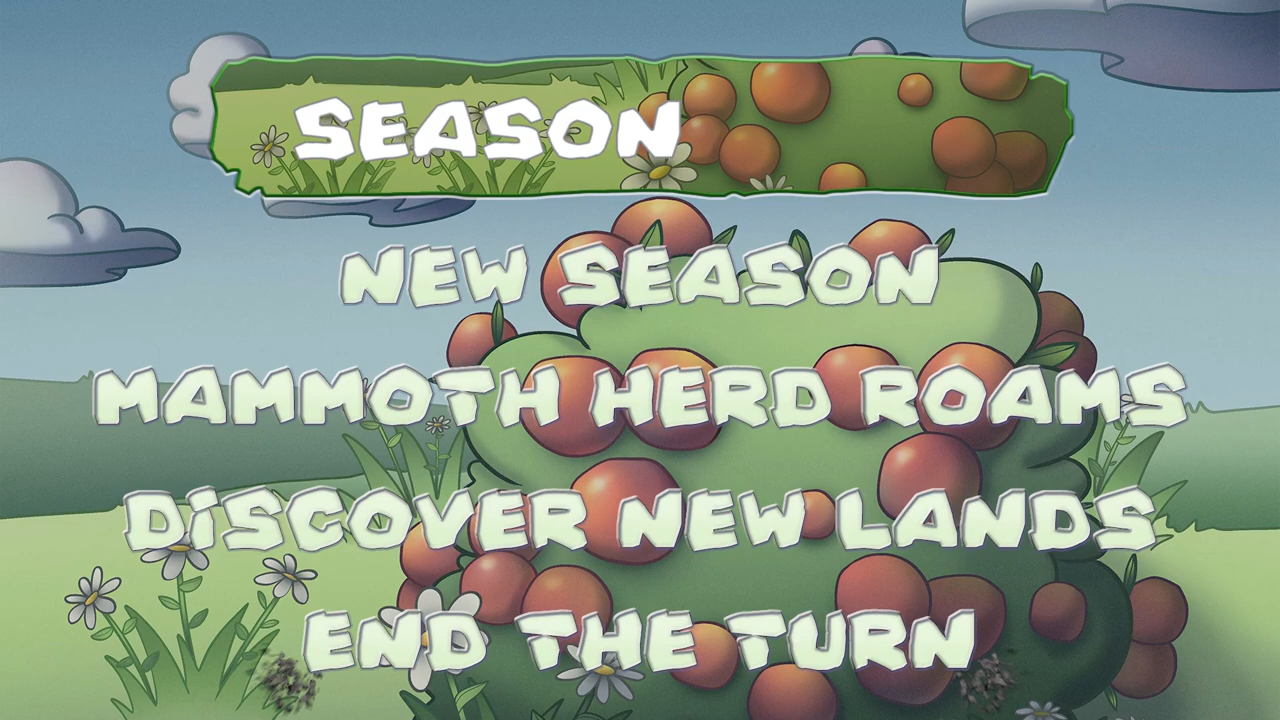 SEASON
NEW SEASON
MAMMOTH HERD ROAMS
DISCOVER NEW LANDS
END THE TURN